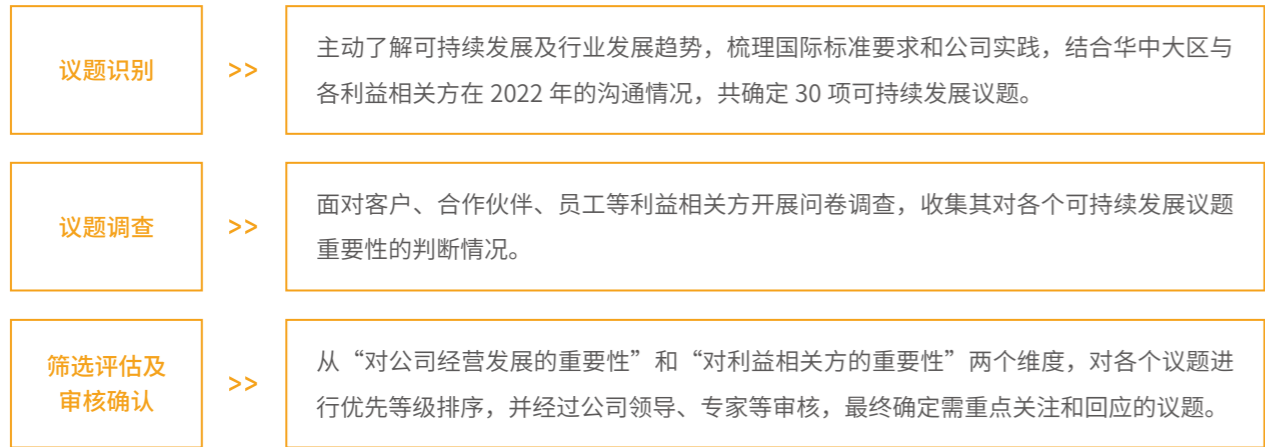 议题识别
>>
主动了解可持续发展及行业发展趋势，梳理国际标准要求和公司实践，结合华中大区与
各利益相关方在 2022 年的沟通情况，共确定 30 项可持续发展议题。
议题调查
>>
面对客户、合作伙伴、员工等利益相关方开展问卷调查，收集其对各个可持续发展议题
重要性的判断情况。
筛选评估及
审核确认
>>
从“对公司经营发展的重要性”和“对利益相关方的重要性”两个维度，对各个议题进
行优先等级排序，并经过公司领导、专家等审核，最终确定需重点关注和回应的议题。